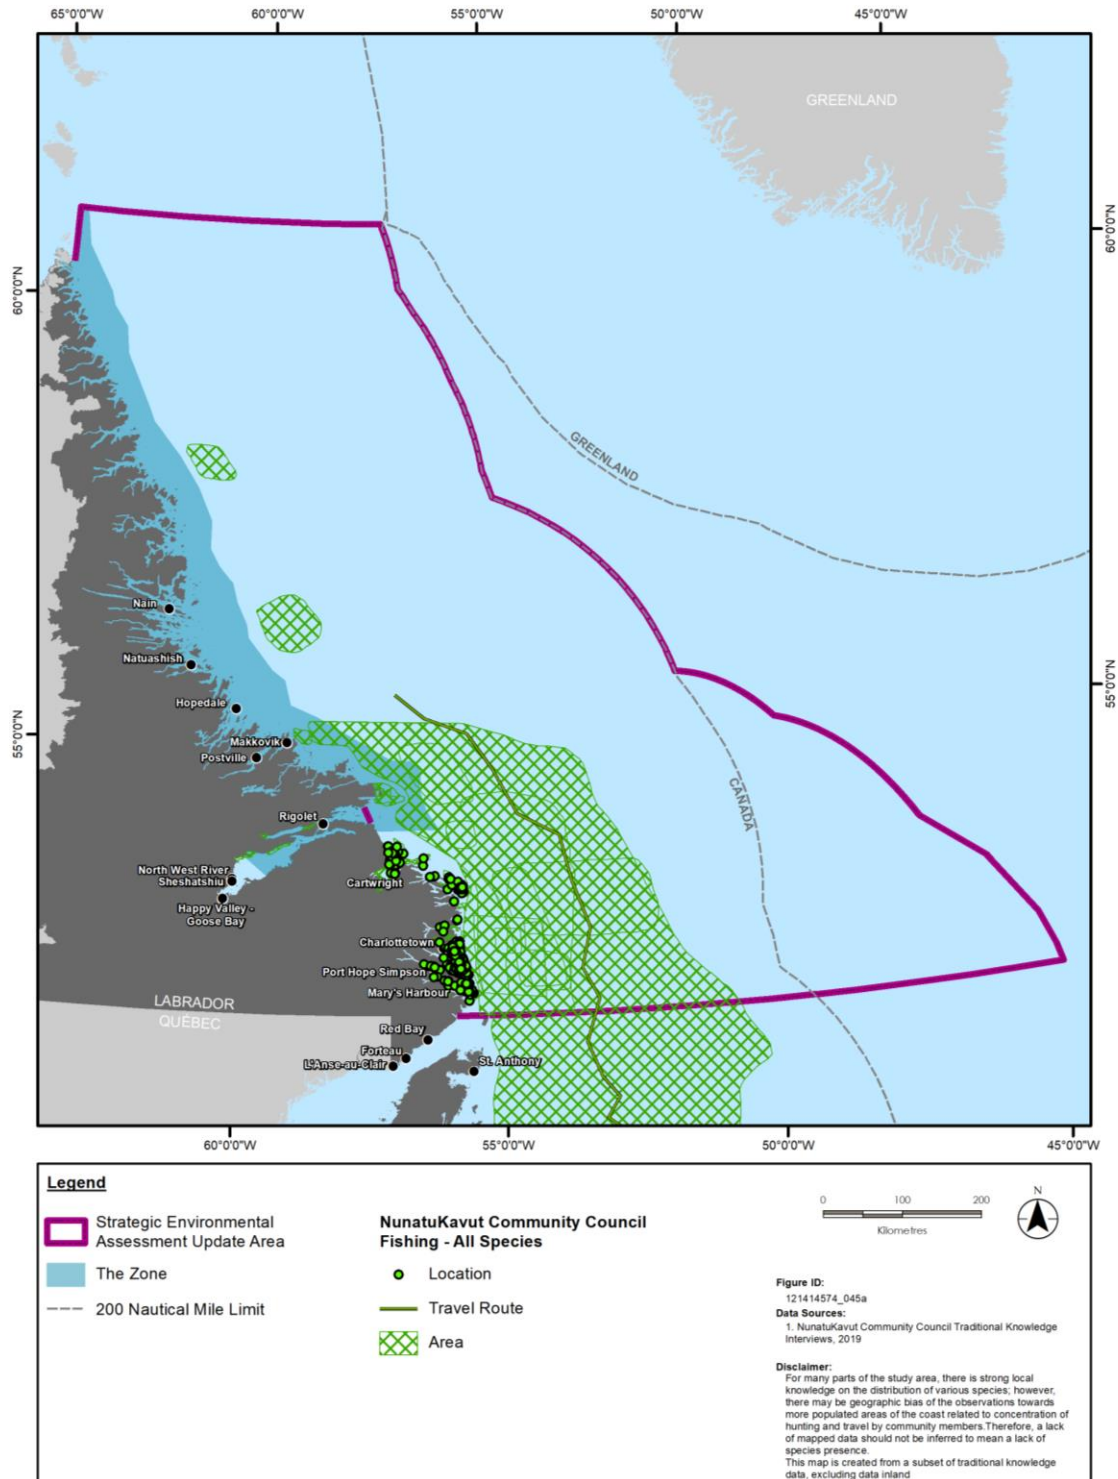 65°0'0"W
60°0'0"W
55°0'0"W
50°0'0"W
45°0'0"W
GREENLAND
60°0'0"N
60°0'0"N
GREENLAND
Nain
Natuashish
55°0'0"N
Hopedale
Makkovik
55°0'0"N
Postville
CANADA
Rigolet
North West River
Sheshatshiu
Cartwright
Happy Valley -
Goose Bay
Charlottetown
Port Hope Simpson
Mary's Harbour
LABRADOR
QUÉBEC
Red Bay
Forteau
L'Anse-au-Clair
St. Anthony
60°0'0"W
55°0'0"W
50°0'0"W
45°0'0"W
Legend
Strategic Environmental
Assessment Update Area
The Zone
200 Nautical Mile Limit
NunatuKavut Community Council
Fishing - All Species
Location
Travel Route
Area
0 100 200
Kilometres
N
Figure ID:
121414574_045a
Data Sources:
1. NunatuKavut Community Council Traditional Knowledge
Interviews, 2019
Disclaimer:
For many parts of the study area, there is strong local
knowledge on the distribution of various species; however,
there may be geographic bias of the observations towards
more populated areas of the coast related to concentration of
hunting and travel by community members.Therefore, a lack
of mapped data should not be inferred to mean a lack of
species presence.
This map is created from a subset of traditional knowledge
data, excluding data inland